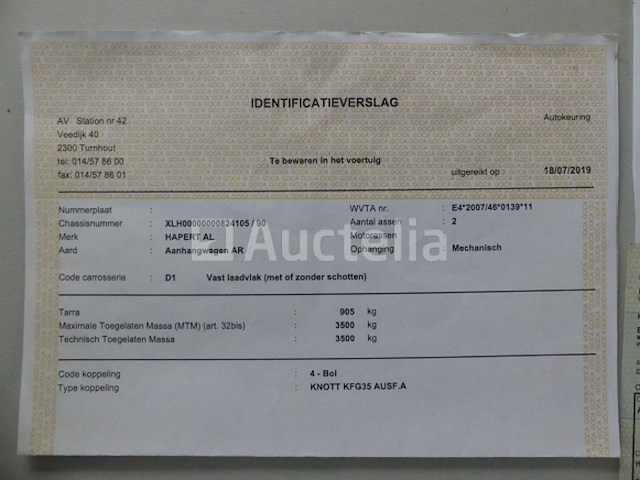 IDENTIFICATIEVERSLAG
AV Station nr 42
Veedijk 40
2300 Turnhout
tel: 014/57 86 00
fax: 014/57 86 01
Autokeuring
Te bewaren in het voertuig
uitgereikt op : 18/07/2019
Nummerplaat :
Chassisnummer : XLH00000000824105 / 90
Merk : HAPERT AL
Aard : Aanhangwagen AR
WVTA nr. : E4*2007/46*0139*11
Aantal assen : 2
Motorassen :
Ophanging : Mechanisch
Auctelia
Code carrosserie : D1 Vast laadvlak (met of zonder schotten)
Tarra : 905 kg
Maximale Toegelaten Massa (MTM) (art. 32bis) : 3500 kg
Technisch Toegelaten Massa : 3500 kg
Code koppeling : 4 - Bol
Type koppeling : KNOTT KFG35 AUSF.A